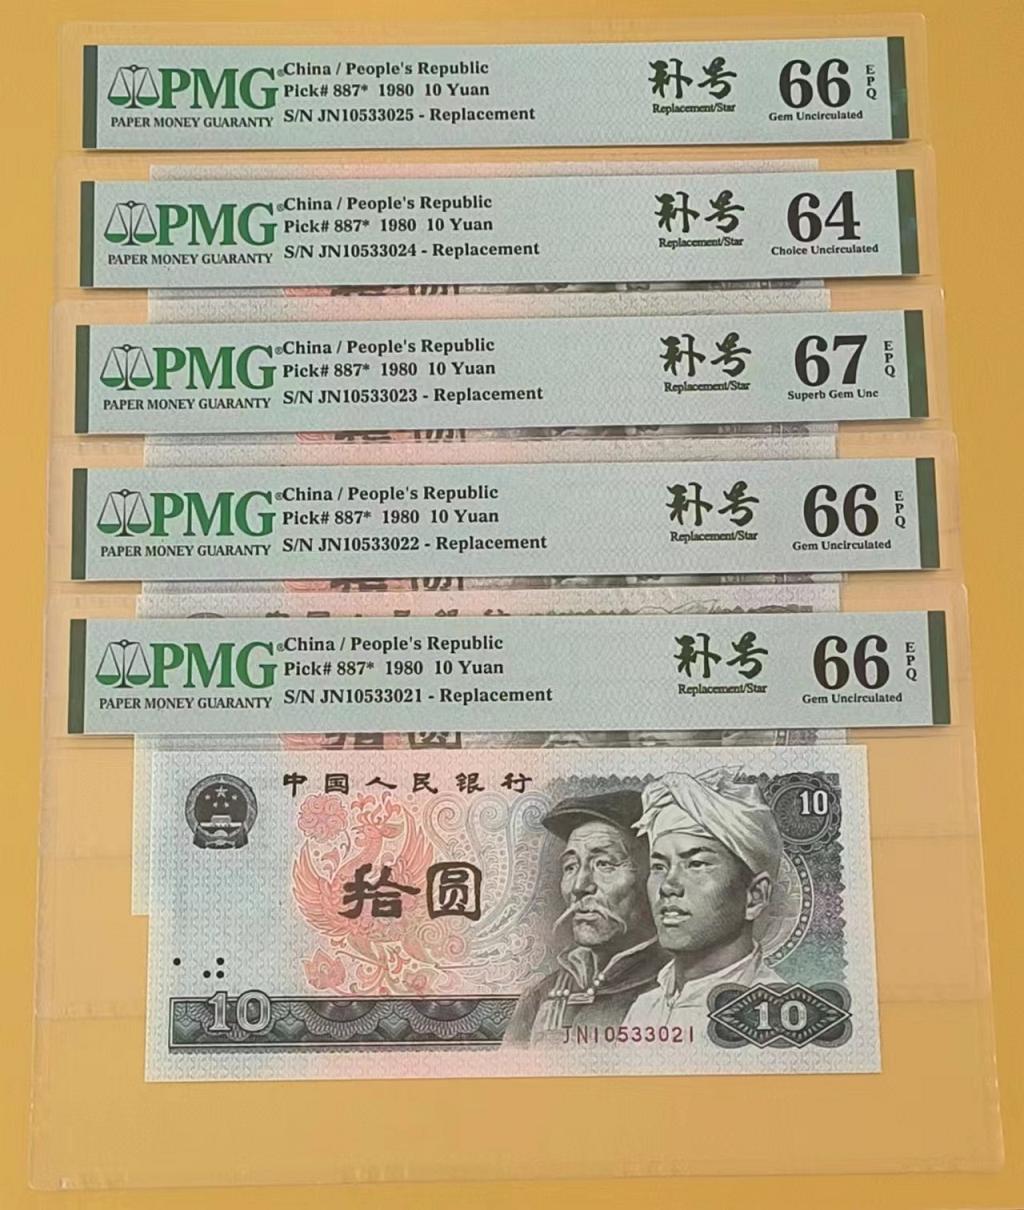 PMG
PAPER MONEY GUARANTY
China / People's Republic
Pick# 887* 1980 10 Yuan
S/N JN10533025 - Replacement
补号
Replacement/Star
66 EPQ
Gem Uncirculated
PMG
PAPER MONEY GUARANTY
China / People's Republic
Pick# 887* 1980 10 Yuan
S/N JN10533024 - Replacement
补号
Replacement/Star
64
Choice Uncirculated
PMG
PAPER MONEY GUARANTY
China / People's Republic
Pick# 887* 1980 10 Yuan
S/N JN10533023 - Replacement
补号
Replacement/Star
67 EPQ
Superb Gem Unc
PMG
PAPER MONEY GUARANTY
China / People's Republic
Pick# 887* 1980 10 Yuan
S/N JN10533022 - Replacement
补号
Replacement/Star
66 EPQ
Gem Uncirculated
PMG
PAPER MONEY GUARANTY
China / People's Republic
Pick# 887* 1980 10 Yuan
S/N JN10533021 - Replacement
补号
Replacement/Star
66 EPQ
Gem Uncirculated
中国人民银行
10
拾圆
10
JN10533021
10